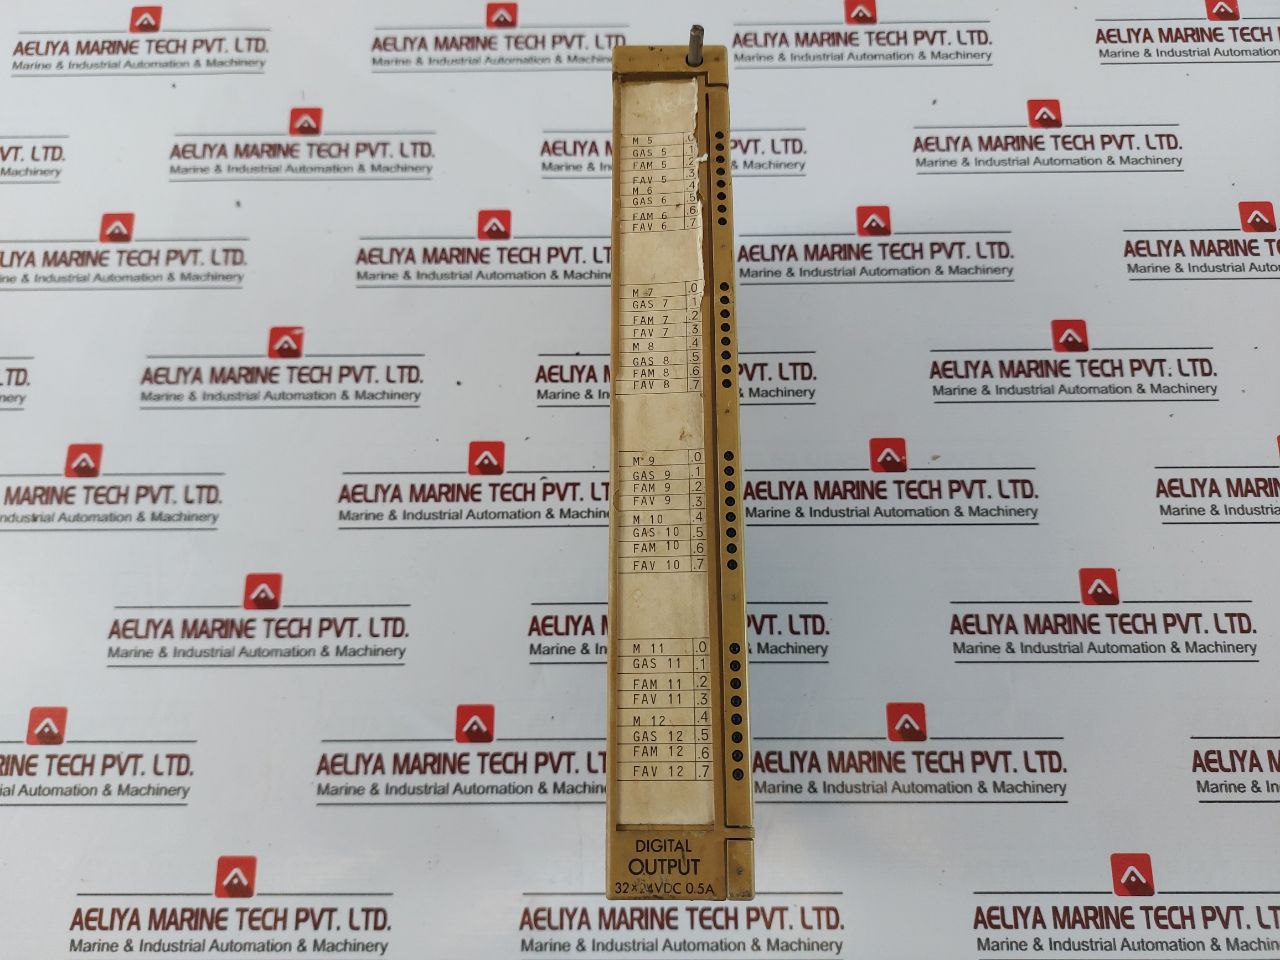 AELIYA MARINE TECH PVT. LTD.
Marine & Industrial Automation & Machinery
M 5 .0
GAS 5 .1
FAM 5 .2
FAV 5 .3
M 6 .4
GAS 6 .5
FAM 6 .6
FAV 6 .7
M 7 .0
GAS 7 .1
FAM 7 .2
FAV 7 .3
M 8 .4
GAS 8 .5
FAM 8 .6
FAV 8 .7
M 9 .0
GAS 9 .1
FAM 9 .2
FAV 9 .3
M 10 .4
GAS 10 .5
FAM 10 .6
FAV 10 .7
M 11 .0
GAS 11 .1
FAM 11 .2
FAV 11 .3
M 12 .4
GAS 12 .5
FAM 12 .6
FAV 12 .7
DIGITAL
OUTPUT
32×24VDC 0.5A